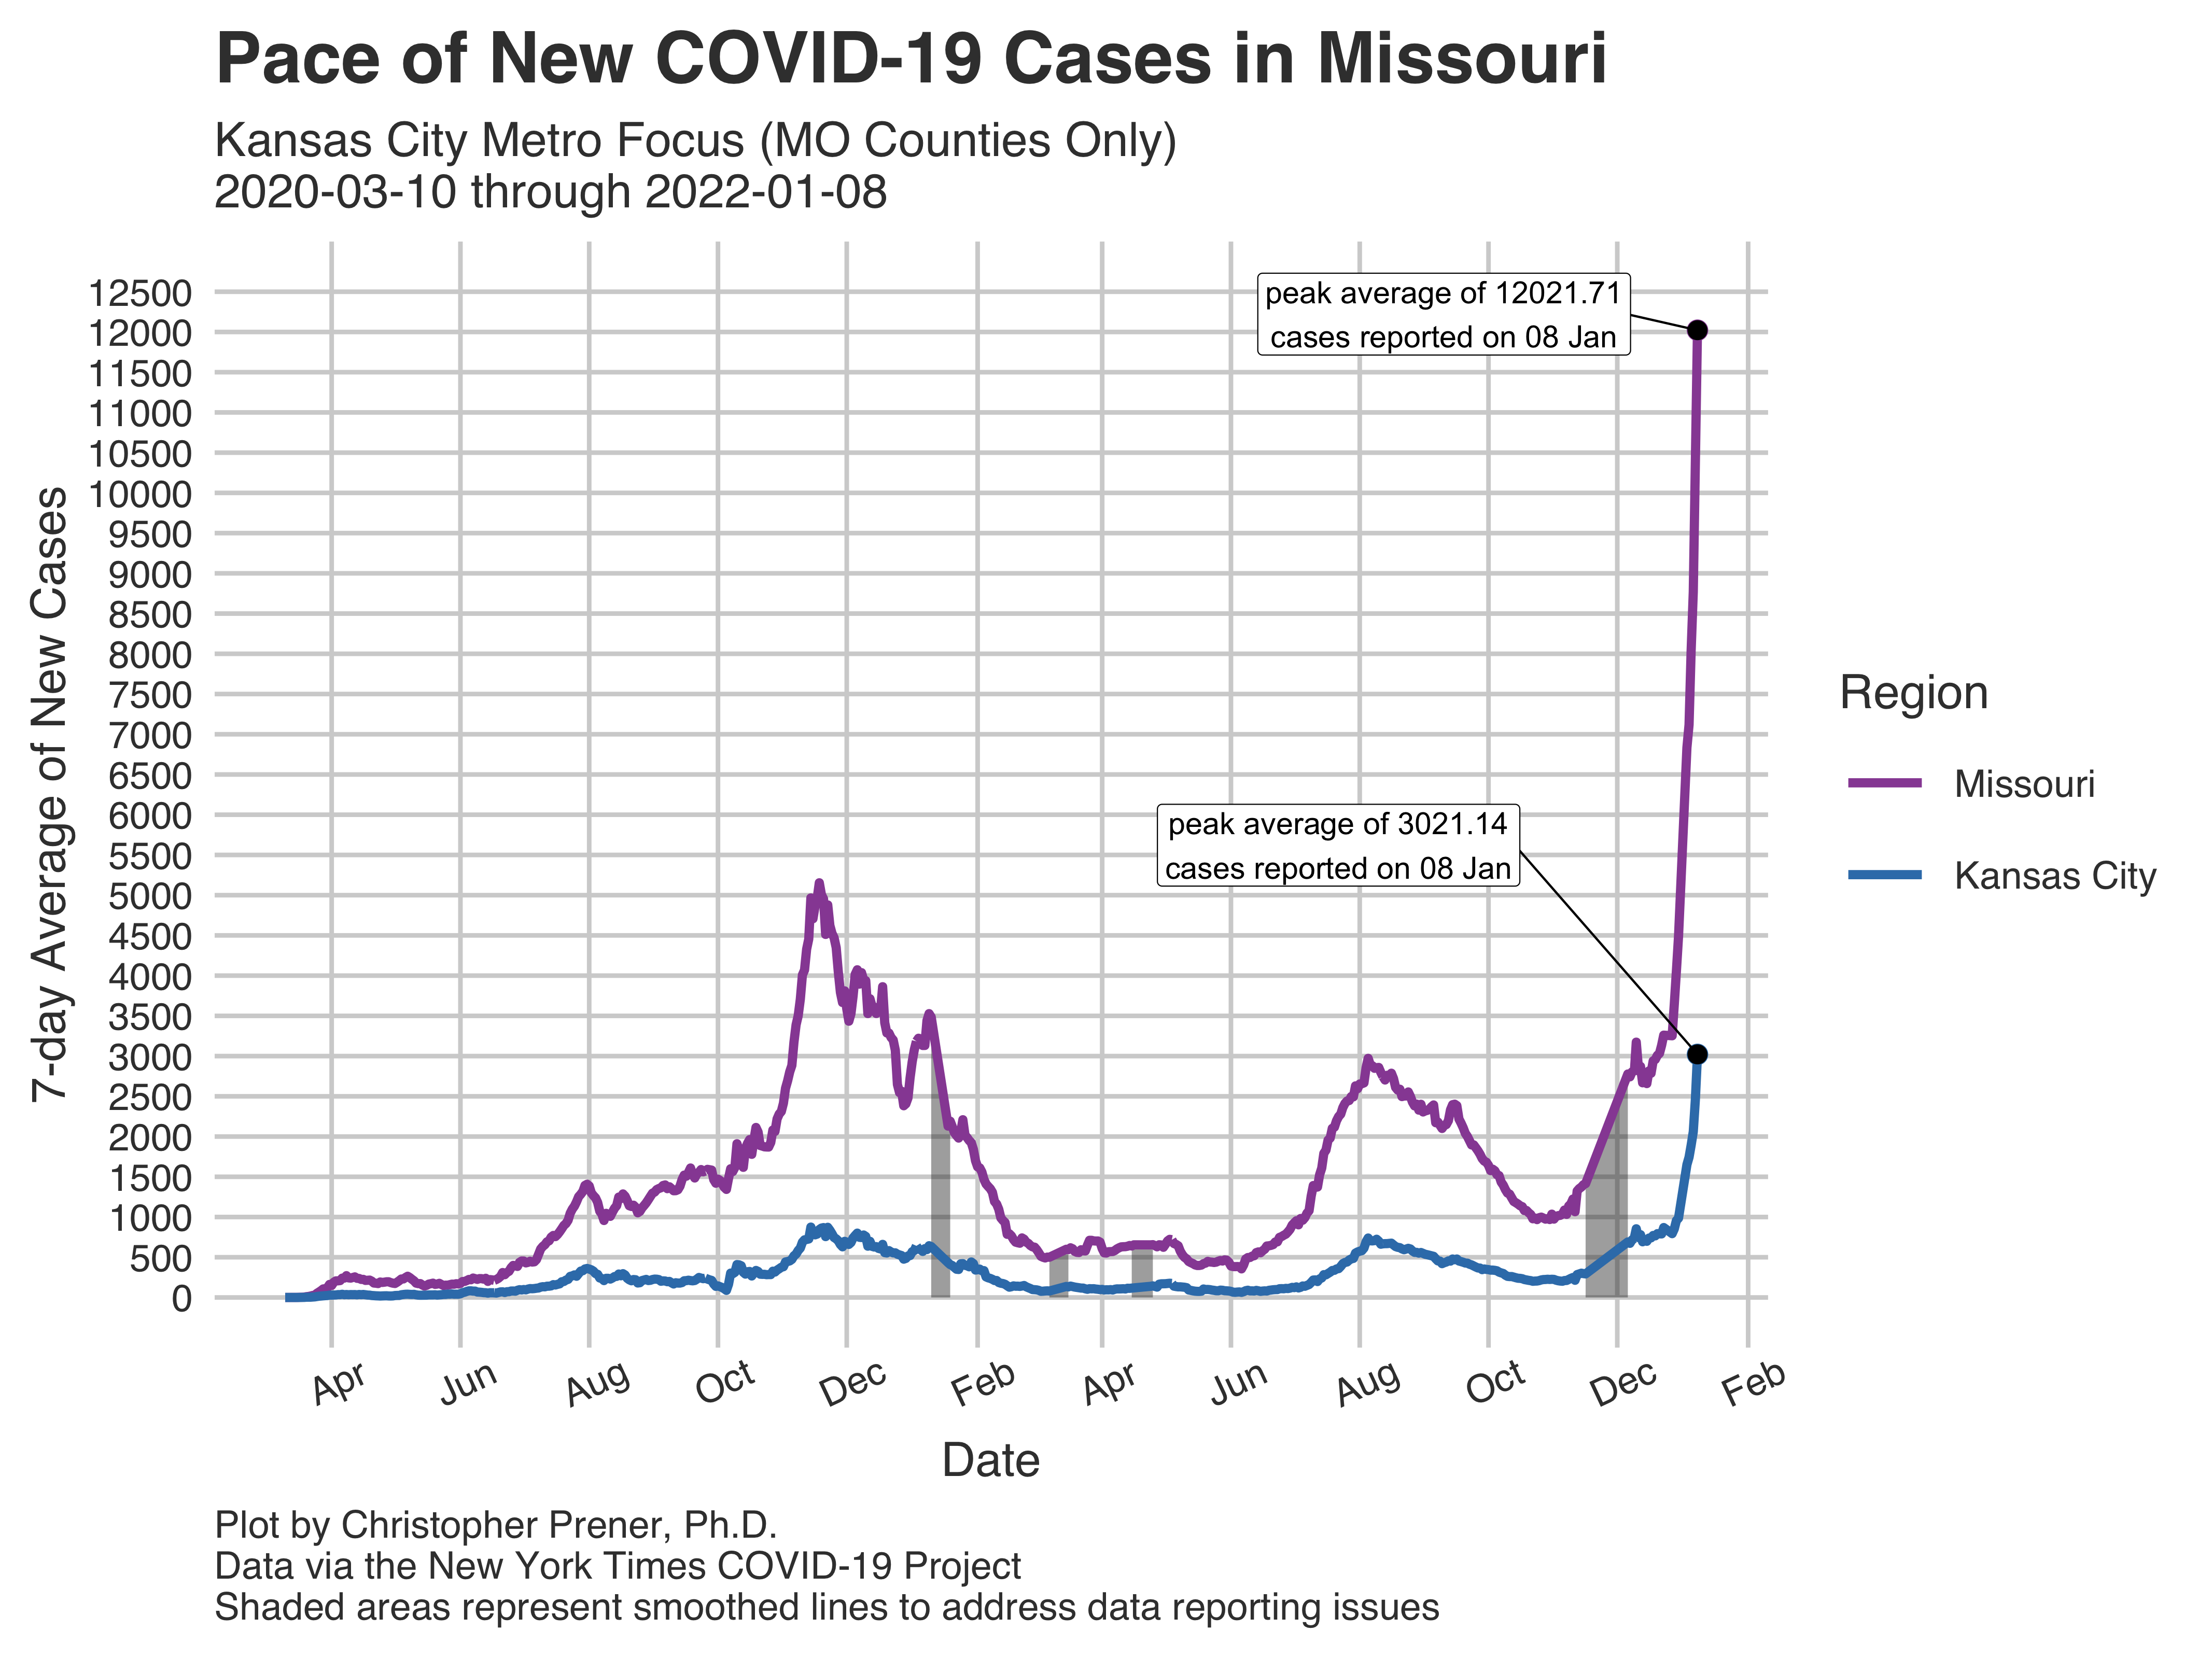 Pace of New COVID-19 Cases in Missouri
Kansas City Metro Focus (MO Counties Only)
2020-03-10 through 2022-01-08
7-day Average of New Cases
12500
12000
11500
11000
10500
10000
9500
9000
8500
8000
7500
7000
6500
6000
5500
5000
4500
4000
3500
3000
2500
2000
1500
1000
500
0
peak average of 12021.71
cases reported on 08 Jan
peak average of 3021.14
cases reported on 08 Jan
Region
Missouri
Kansas City
Apr
Jun
Aug
Oct
Dec
Feb
Apr
Jun
Aug
Oct
Dec
Feb
Date
Plot by Christopher Prener, Ph.D.
Data via the New York Times COVID-19 Project
Shaded areas represent smoothed lines to address data reporting issues